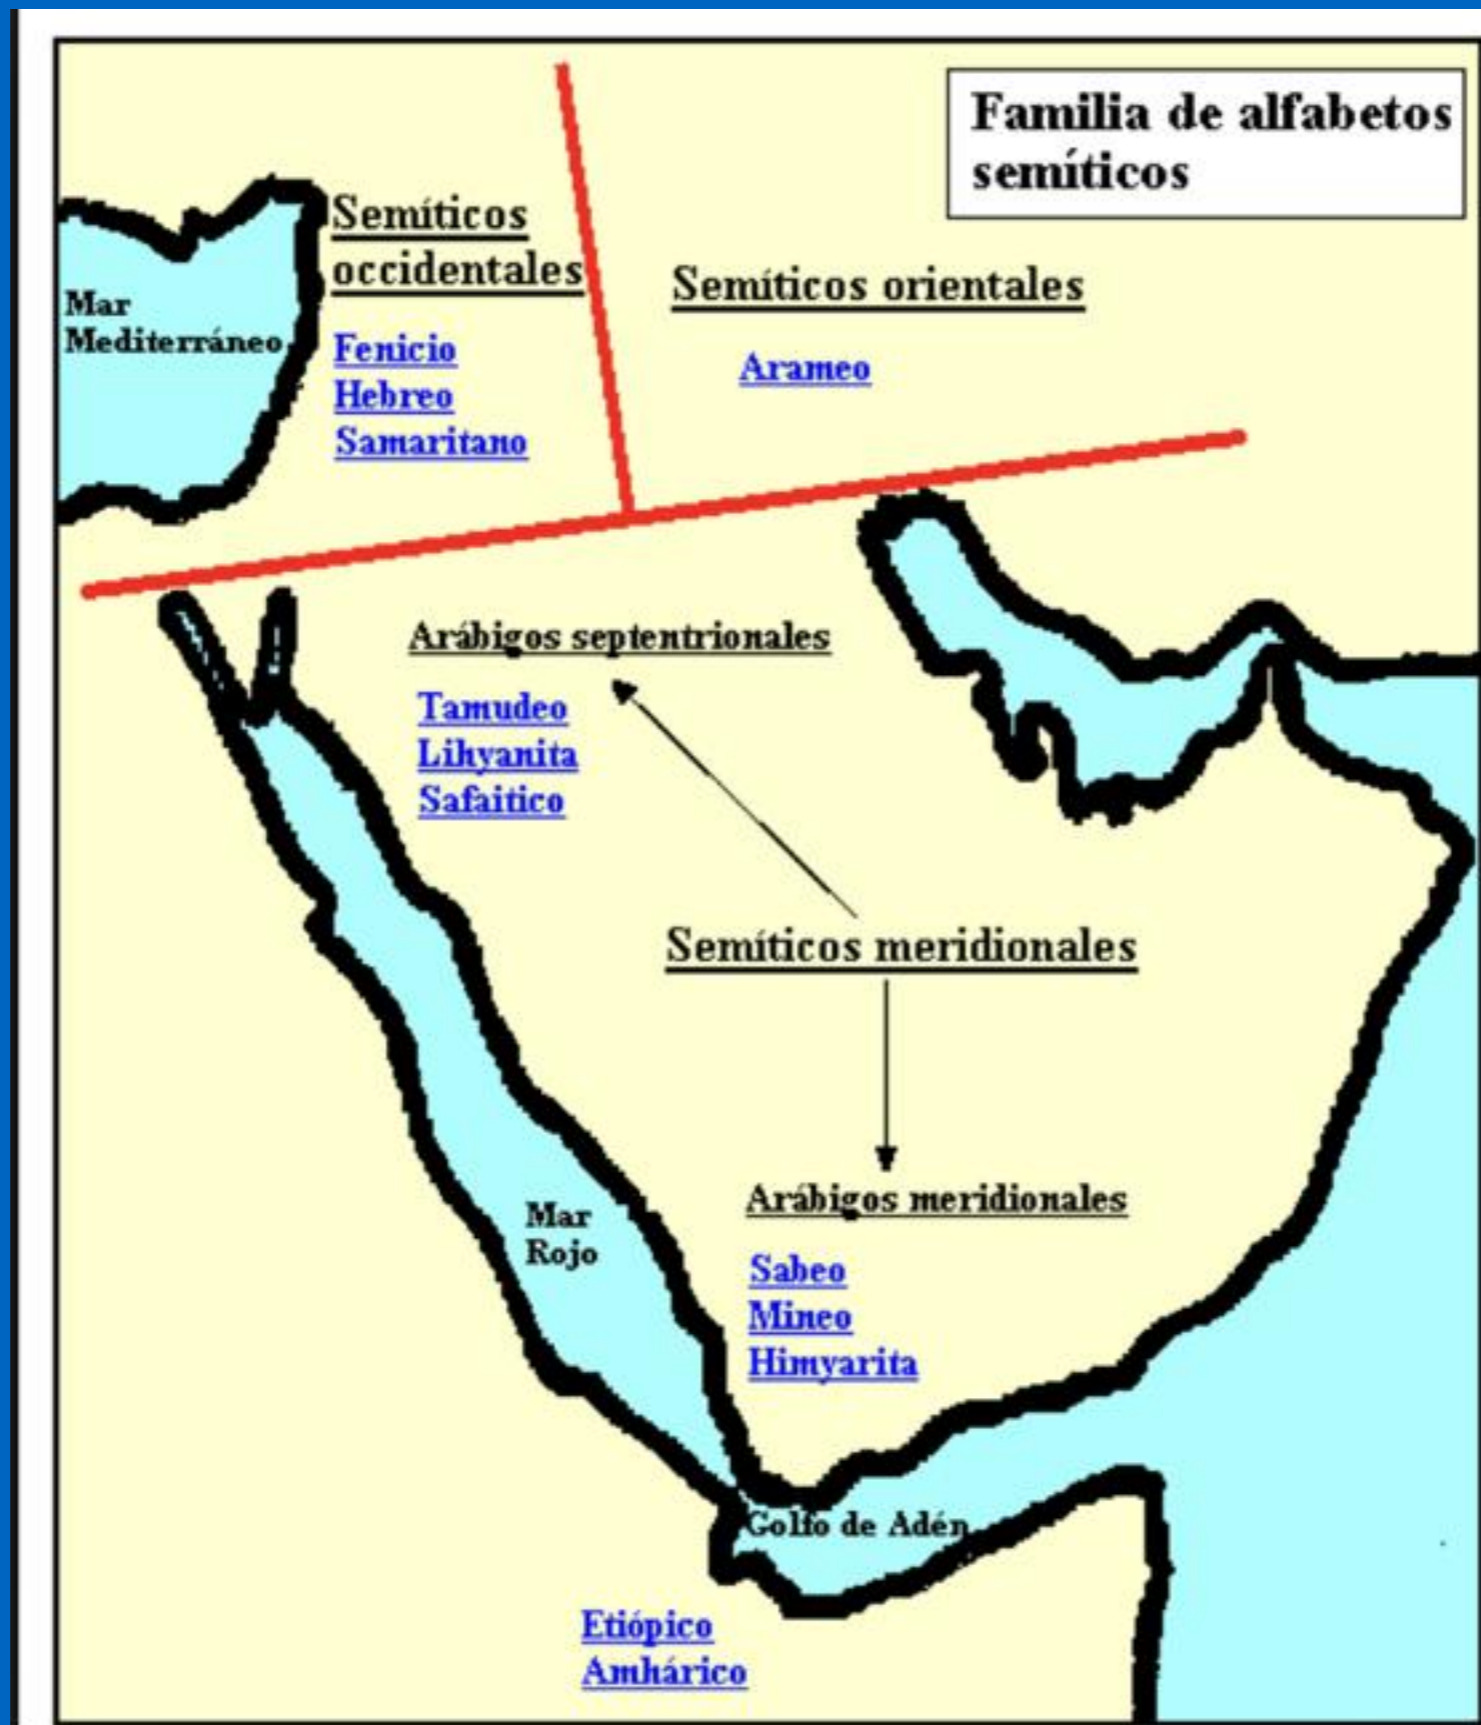 Familia de alfabetos
semíticos
Semíticos
occidentales
Mar
Mediterráneo
Fenicio
Hebreo
Samaritano
Semíticos orientales
Arameo
Arábigos septentrionales
Tamudeo
Lihyanita
Safaitico
Semíticos meridionales
Mar
Rojo
Arábigos meridionales
Sabeo
Mineo
Himyarita
Golfo de Adén
Etiópico
Amhárico